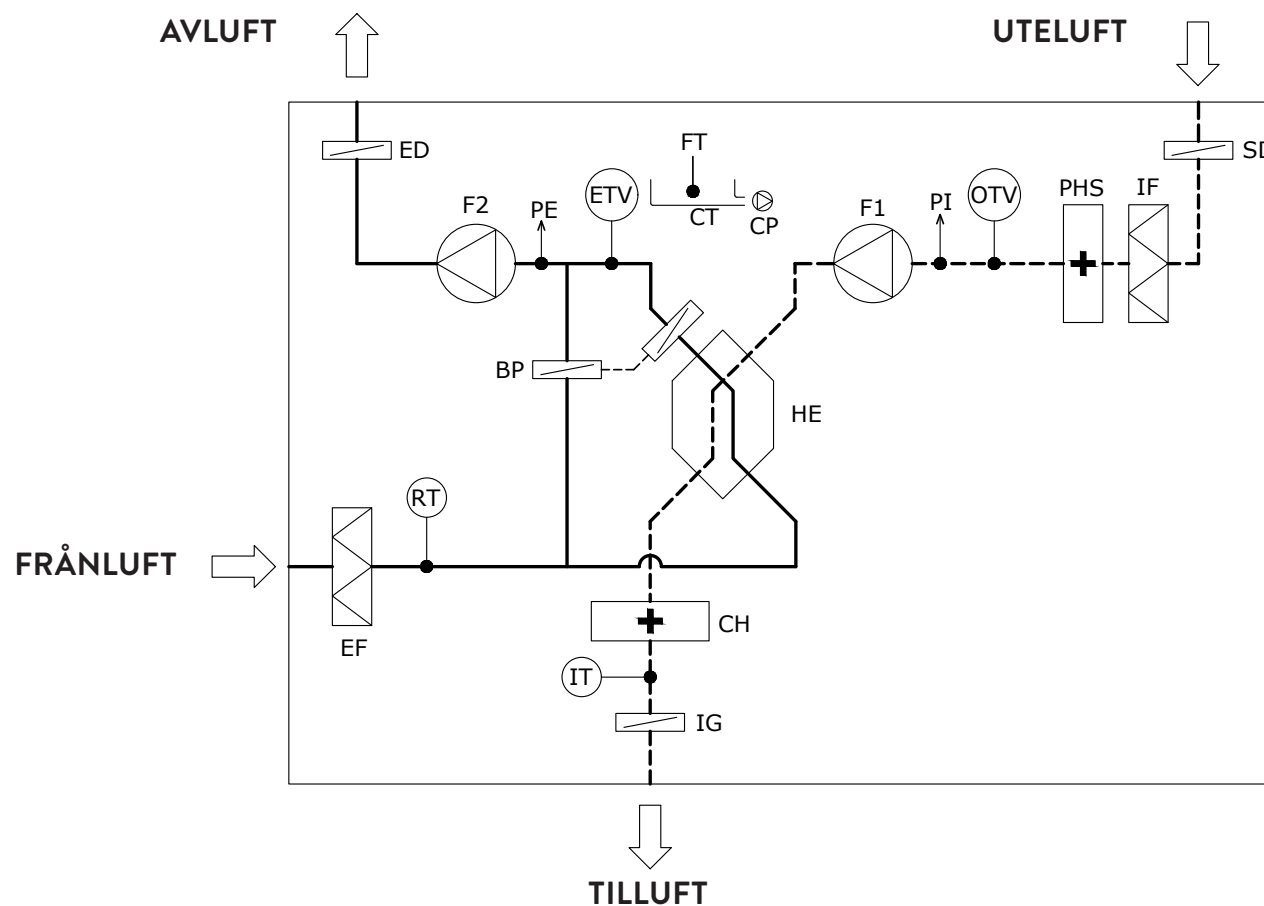 AVLUFT
UTELUFT
ED
F2
PE
ETV
FT
CT
CP
F1
PI
OTV
PHS
IF
SD
BP
HE
RT
FRÅNLUFT
EF
CH
IT
IG
TILLUFT